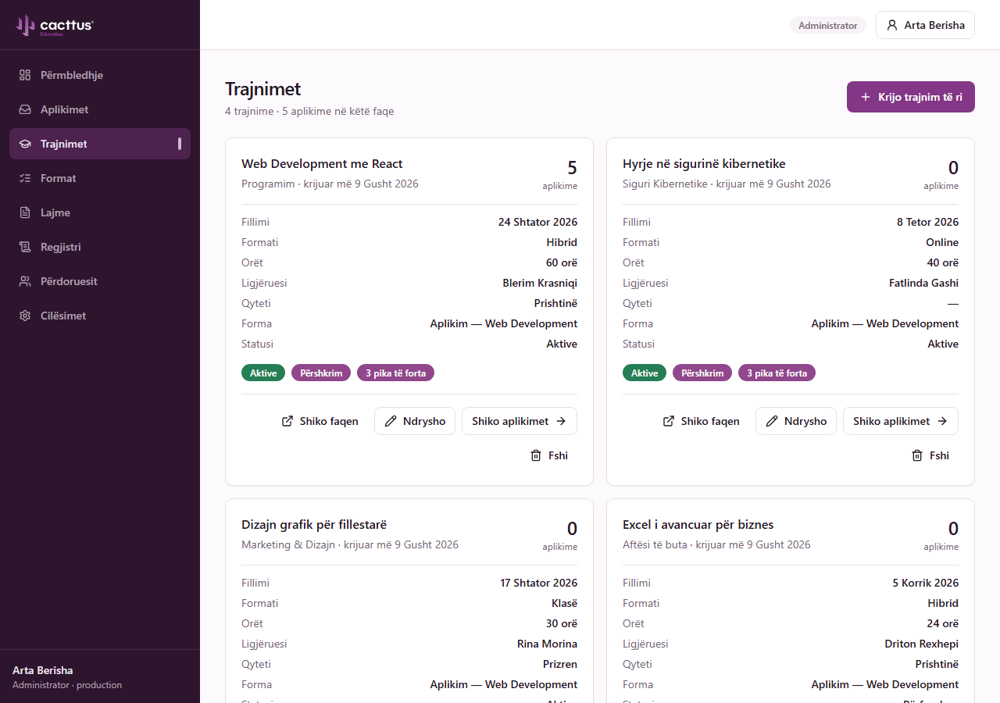 cacttus
Education
Administrator
Arta Berisha
Përmbledhje
Aplikimet
Trajnimet
Format
Lajme
Regjistri
Përdoruesit
Cilësimet
Arta Berisha
Administrator · production
Trajnimet
4 trajnime · 5 aplikime në këtë faqe
Krijo trajnim të ri
Web Development me React
5
Programim · krijuar më 9 Gusht 2026
aplikime
Fillimi 24 Shtator 2026
Formati Hibrid
Orët 60 orë
Ligjëruesi Blerim Krasniqi
Qyteti Prishtinë
Forma Aplikim — Web Development
Statusi Aktive
Aktive Përshkrim 3 pika të forta
Shiko faqen Ndrysho Shiko aplikimet
Fshi
Hyrje në sigurinë kibernetike
0
Siguri Kibernetike · krijuar më 9 Gusht 2026
aplikime
Fillimi 8 Tetor 2026
Formati Online
Orët 40 orë
Ligjëruesi Fatlinda Gashi
Qyteti —
Forma Aplikim — Web Development
Statusi Aktive
Aktive Përshkrim 3 pika të forta
Shiko faqen Ndrysho Shiko aplikimet
Fshi
Dizajn grafik për fillestarë
0
Marketing & Dizajn · krijuar më 9 Gusht 2026
aplikime
Fillimi 17 Shtator 2026
Formati Klasë
Orët 30 orë
Ligjëruesi Rina Morina
Qyteti Prizren
Forma Aplikim — Web Development
Excel i avancuar për biznes
0
Aftësi të buta · krijuar më 9 Gusht 2026
aplikime
Fillimi 5 Korrik 2026
Formati Hibrid
Orët 24 orë
Ligjëruesi Driton Rexhepi
Qyteti Prishtinë
Forma Aplikim — Web Development